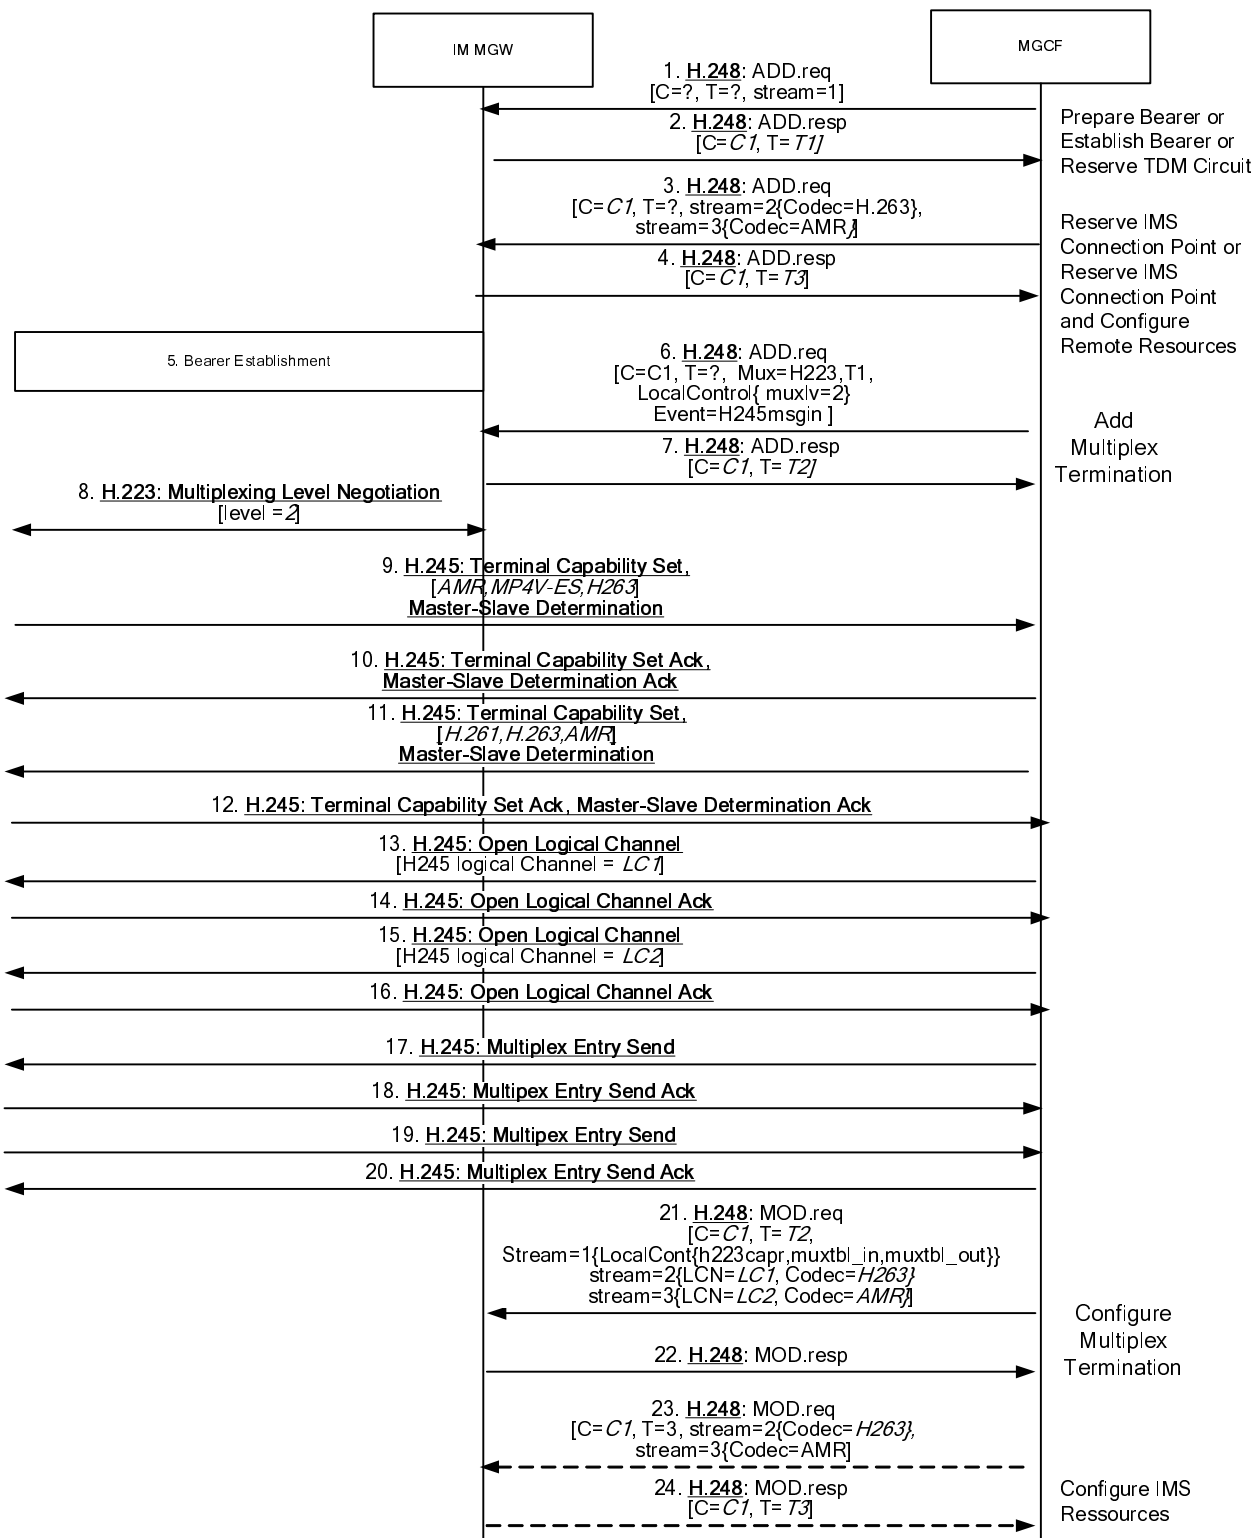 IM MGW
MGCF
1. H.248: ADD.req
[C=?, T=?, stream=1]
2. H.248: ADD.resp
[C=C1, T=T1]
Prepare Bearer or
Establish Bearer or
Reserve TDM Circuit
3. H.248: ADD.req
[C=C1, T=?, stream=2{Codec=H.263},
stream=3{Codec=AMR}]
4. H.248: ADD.resp
[C=C1, T=T3]
Reserve IMS
Connection Point or
Reserve IMS
Connection Point
and Configure
Remote Resources
5. Bearer Establishment
6. H.248: ADD.req
[C=C1, T=?, Mux=H223,T1,
LocalControl{ muxlv=2}
Event=H245msgin ]
7. H.248: ADD.resp
[C=C1, T=T2]
Add
Multiplex
Termination
8. H.223: Multiplexing Level Negotiation
[level =2]
9. H.245: Terminal Capability Set,
[AMR,MP4V-ES,H263]
Master-Slave Determination
10. H.245: Terminal Capability Set Ack,
Master-Slave Determination Ack
11. H.245: Terminal Capability Set,
[H.261,H.263,AMR]
Master-Slave Determination
12. H.245: Terminal Capability Set Ack, Master-Slave Determination Ack
13. H.245: Open Logical Channel
[H245 logical Channel = LC1]
14. H.245: Open Logical Channel Ack
15. H.245: Open Logical Channel
[H245 logical Channel = LC2]
16. H.245: Open Logical Channel Ack
17. H.245: Multiplex Entry Send
18. H.245: Multipex Entry Send Ack
19. H.245: Multipex Entry Send
20. H.245: Multiplex Entry Send Ack
21. H.248: MOD.req
[C=C1, T=T2,
Stream=1{LocalCont{h223capr,muxtbl_in,muxtbl_out}}
stream=2{LCN=LC1, Codec=H263}
stream=3{LCN=LC2, Codec=AMR}]
22. H.248: MOD.resp
Configure
Multiplex
Termination
23. H.248: MOD.req
[C=C1, T=3, stream=2{Codec=H263},
stream=3{Codec=AMR]
24. H.248: MOD.resp
[C=C1, T=T3]
Configure IMS
Ressources